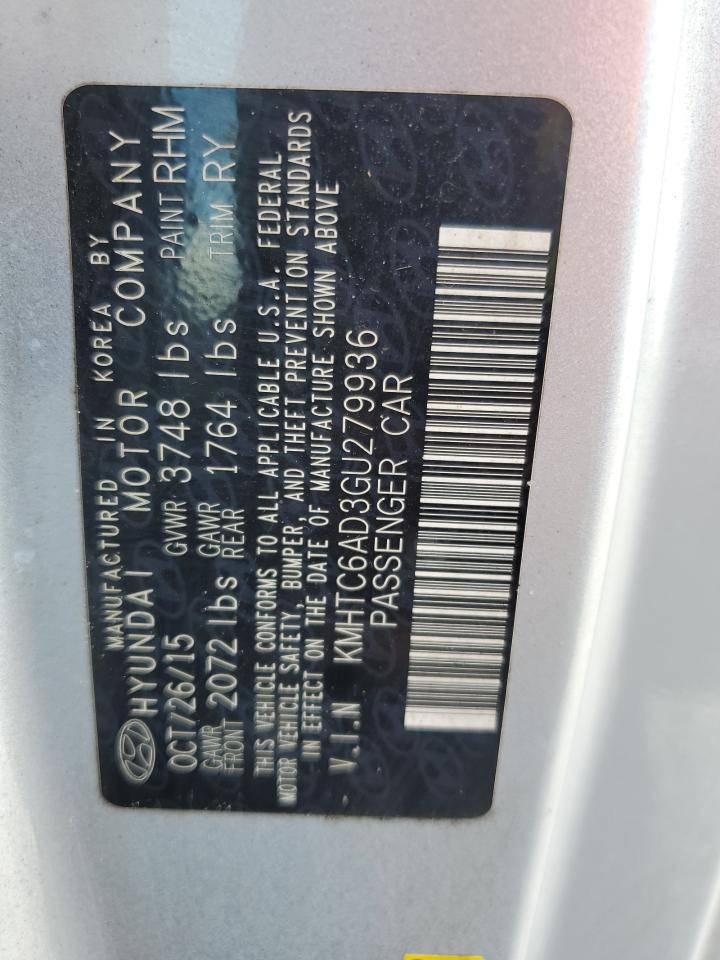 MANUFACTURED IN KOREA BY
HYUNDAI MOTOR COMPANY
OCT/26/15 GVWR 3748 lbs PAINT RHM
GAWR FRONT 2072 lbs GAWR REAR 1764 lbs TRIM RY
THIS VEHICLE CONFORMS TO ALL APPLICABLE U.S.A. FEDERAL
MOTOR VEHICLE SAFETY, BUMPER, AND THEFT PREVENTION STANDARDS
IN EFFECT ON THE DATE OF MANUFACTURE SHOWN ABOVE
V.I.N KMHTC6AD3GU279936
PASSENGER CAR